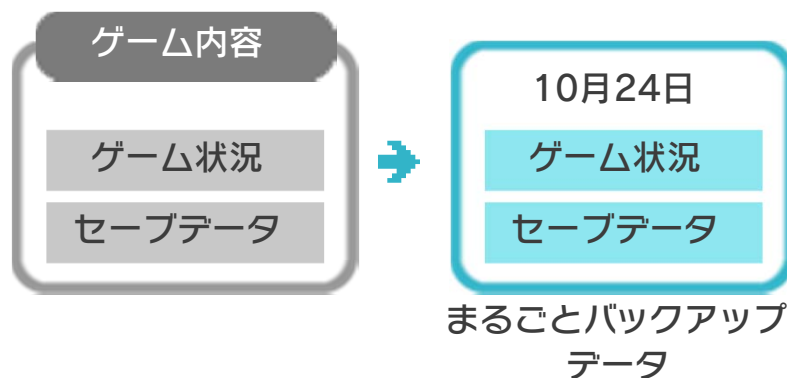 ゲーム内容
ゲーム状況
セーブデータ
10月24日
ゲーム状況
セーブデータ
まるごとバックアップ
データ